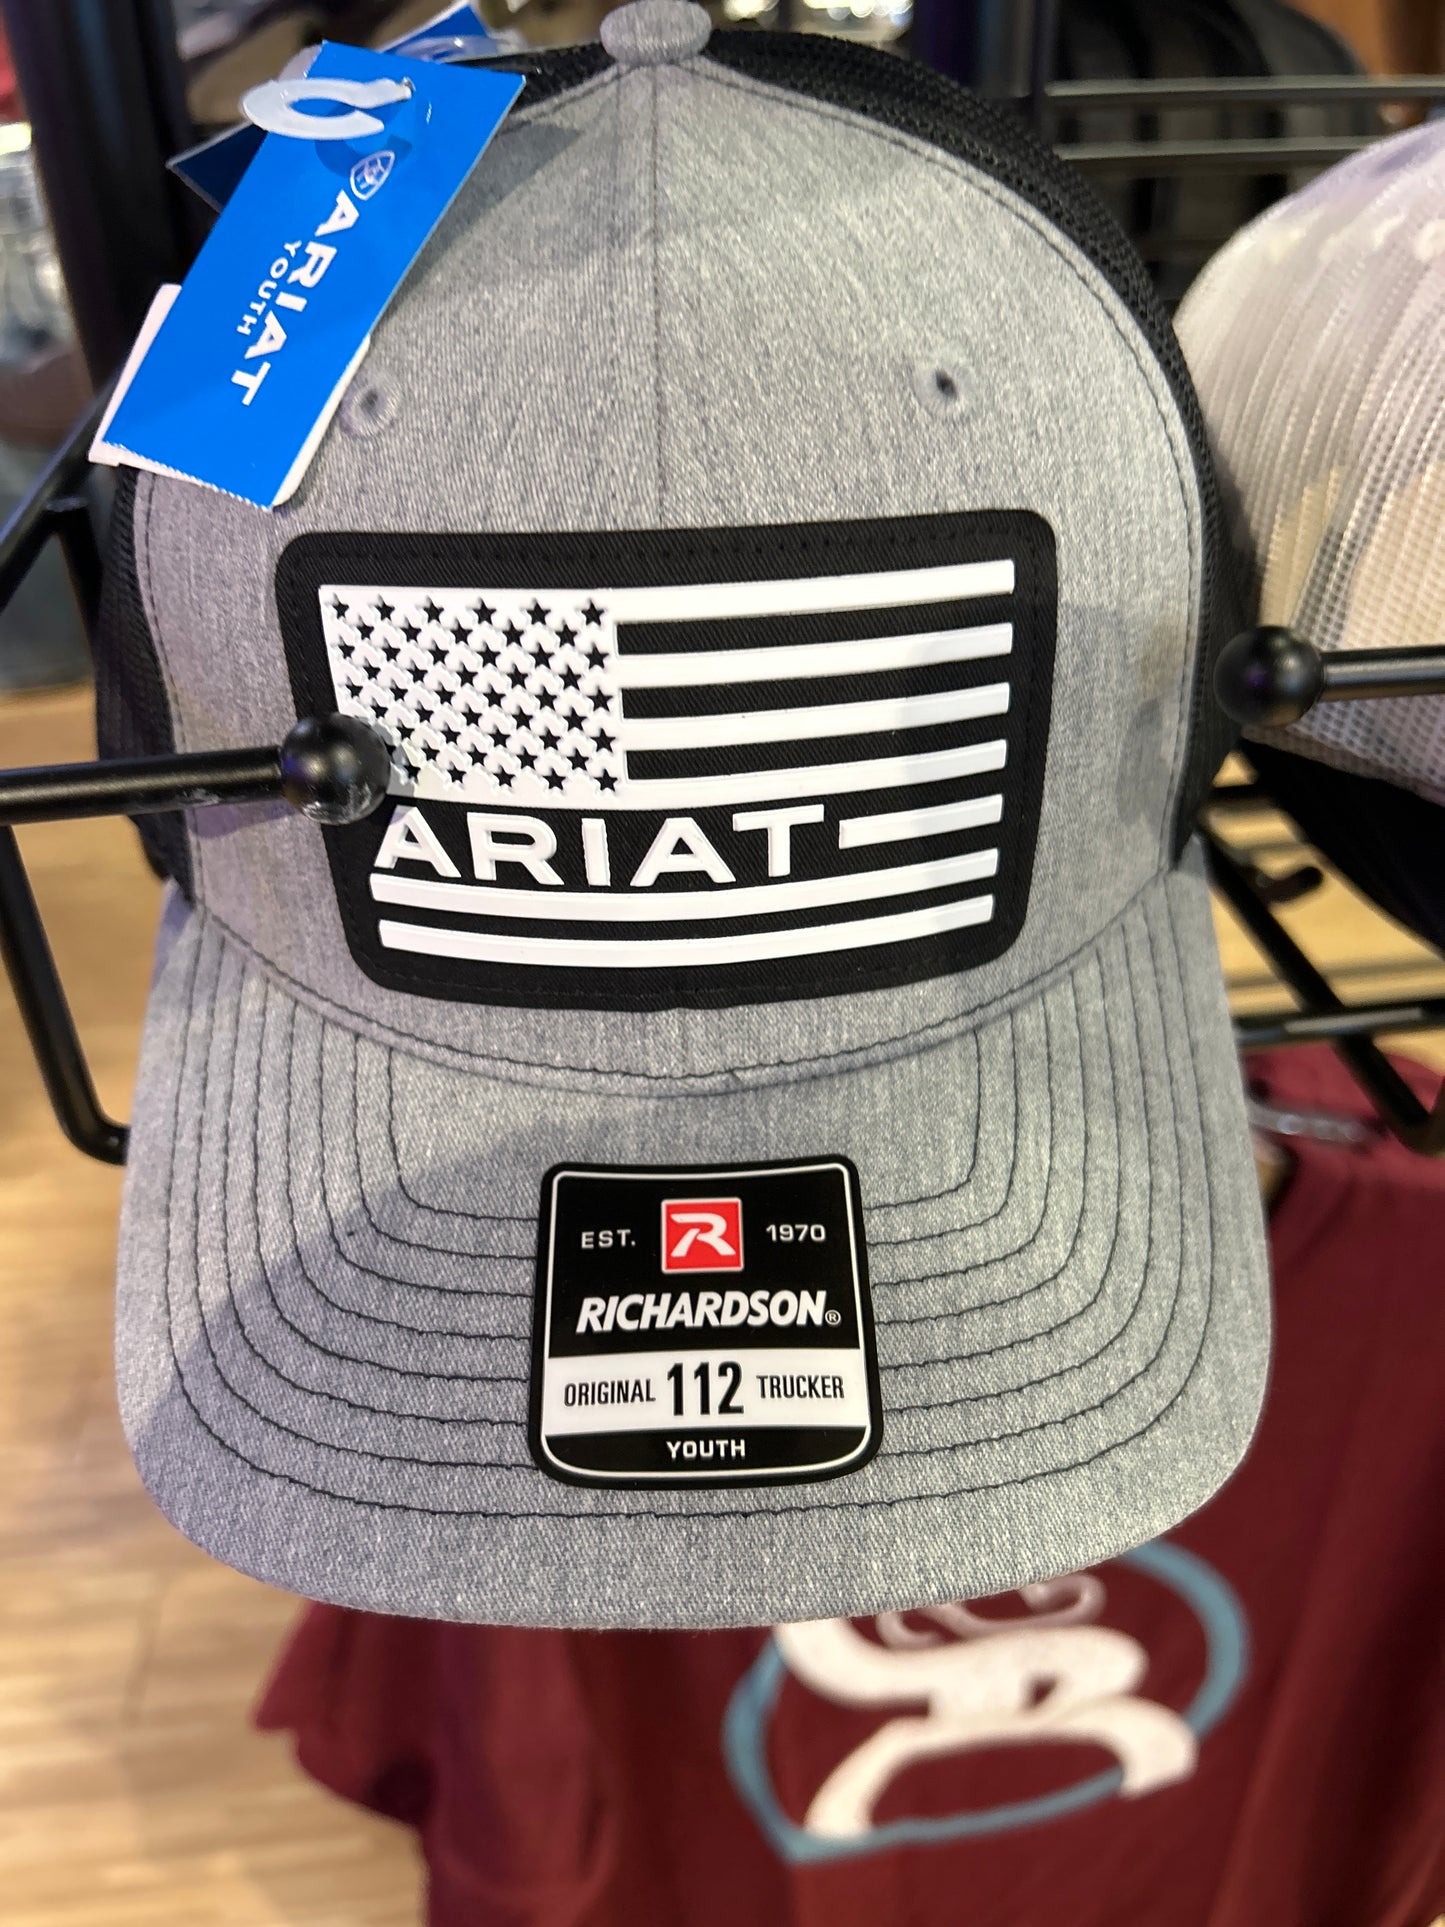 ARIAT
YOUTH
ARIAT
EST. R 1970
RICHARDSON®
ORIGINAL 112 TRUCKER
YOUTH